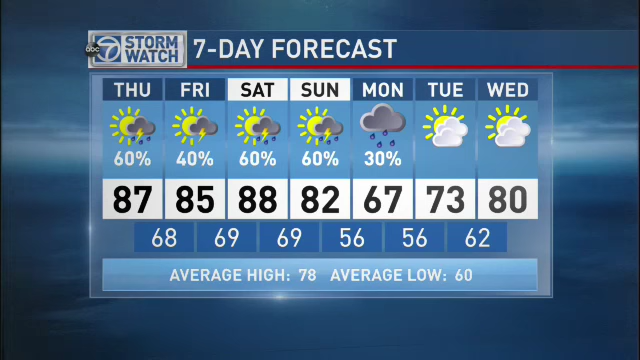 abc 7 STORM WATCH
7-DAY FORECAST
THU FRI SAT SUN MON TUE WED
60% 40% 60% 60% 30%
87 85 88 82 67 73 80
68 69 69 56 56 62
AVERAGE HIGH: 78 AVERAGE LOW: 60